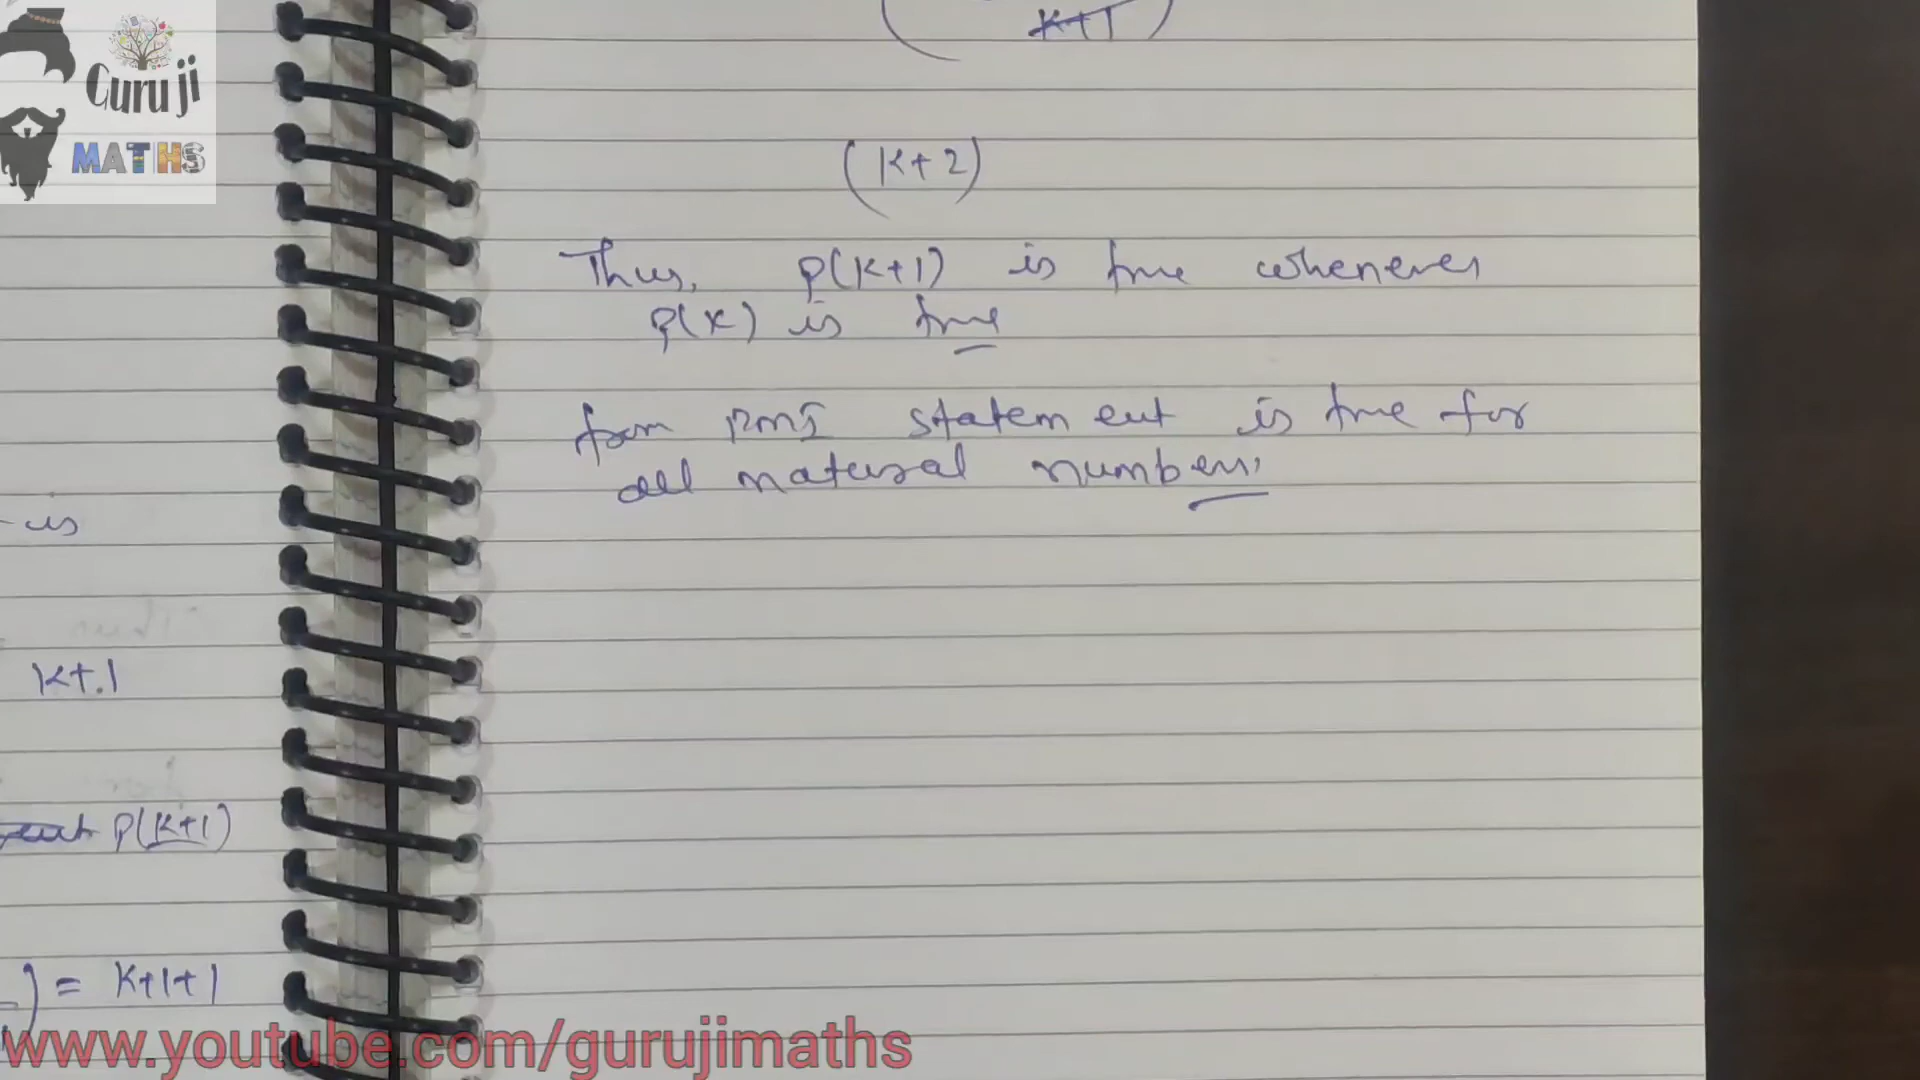 Guru ji
MATHS
is
K+1
P(K+1)
) = K+1+1
K+1
(K+2)
Thus, P(K+1) is true whenever
P(K) is true
from PMI statement is true for
all natural numbers
www.youtube.com/gurujimaths